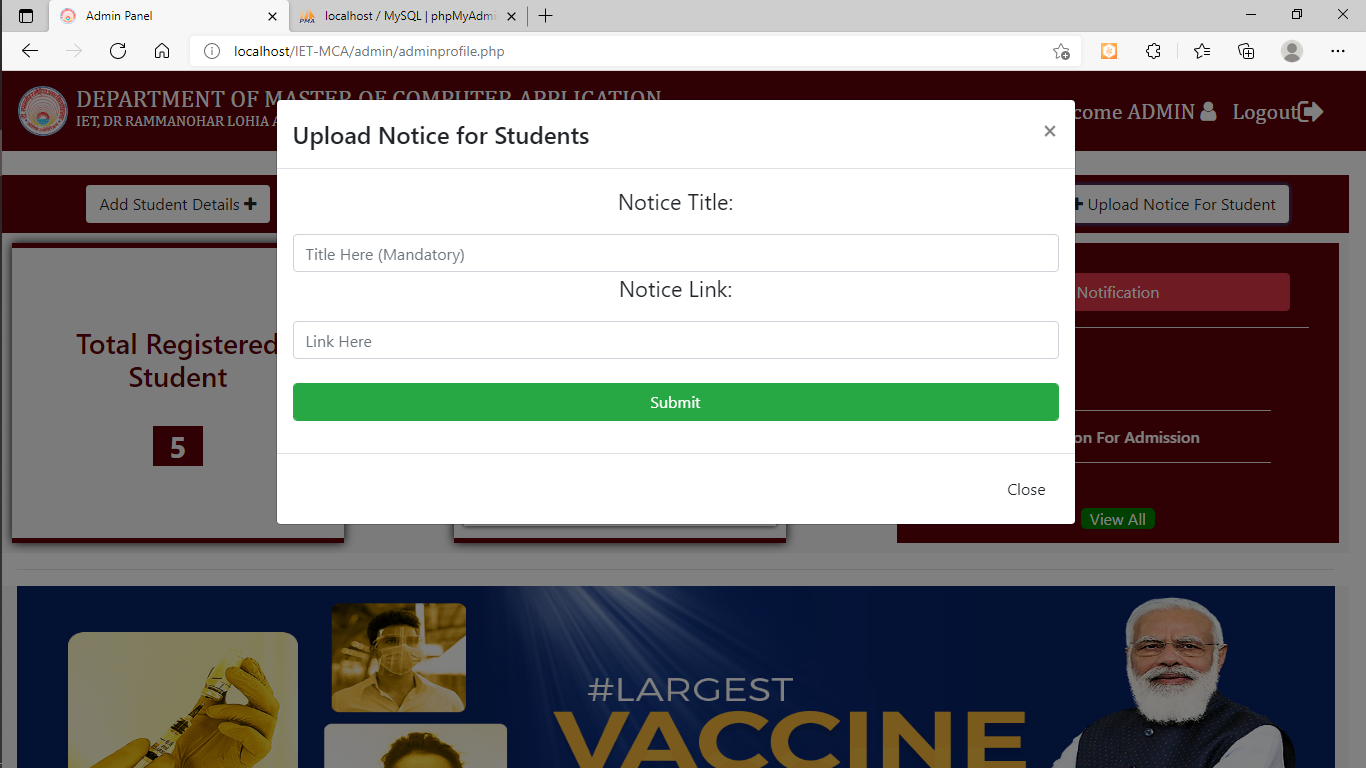 Admin Panel
localhost / MySQL | phpMyAdmi
localhost/IET-MCA/admin/adminprofile.php
DEPARTMENT OF MASTER OF COMPUTER APPLICATION
IET, DR RAMMANOHAR LOHIA A
come ADMIN
Logout
Add Student Details
Upload Notice For Student
Upload Notice for Students
×
Notice Title:
Title Here (Mandatory)
Notice Link:
Link Here
Submit
Close
Total Registered
Student
5
Notification
on For Admission
View All
#LARGEST
VACCINE